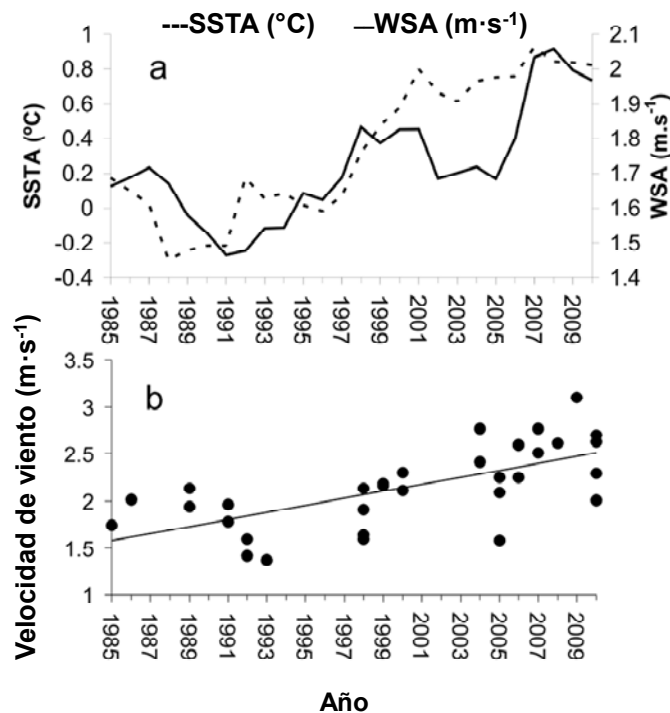 ---SSTA (°C) —WSA (m·s⁻¹)
a
SSTA (ºC)
1
0.8
0.6
0.4
0.2
0
-0.2
-0.4
2.1
2
1.9
1.8
1.7
1.6
1.5
1.4
WSA (m.s⁻¹)
1985 1987 1989 1991 1993 1995 1997 1999 2001 2003 2005 2007 2009
b
Velocidad de viento (m·s⁻¹)
3.5
3
2.5
2
1.5
1
1985 1987 1989 1991 1993 1995 1997 1999 2001 2003 2005 2007 2009
Año